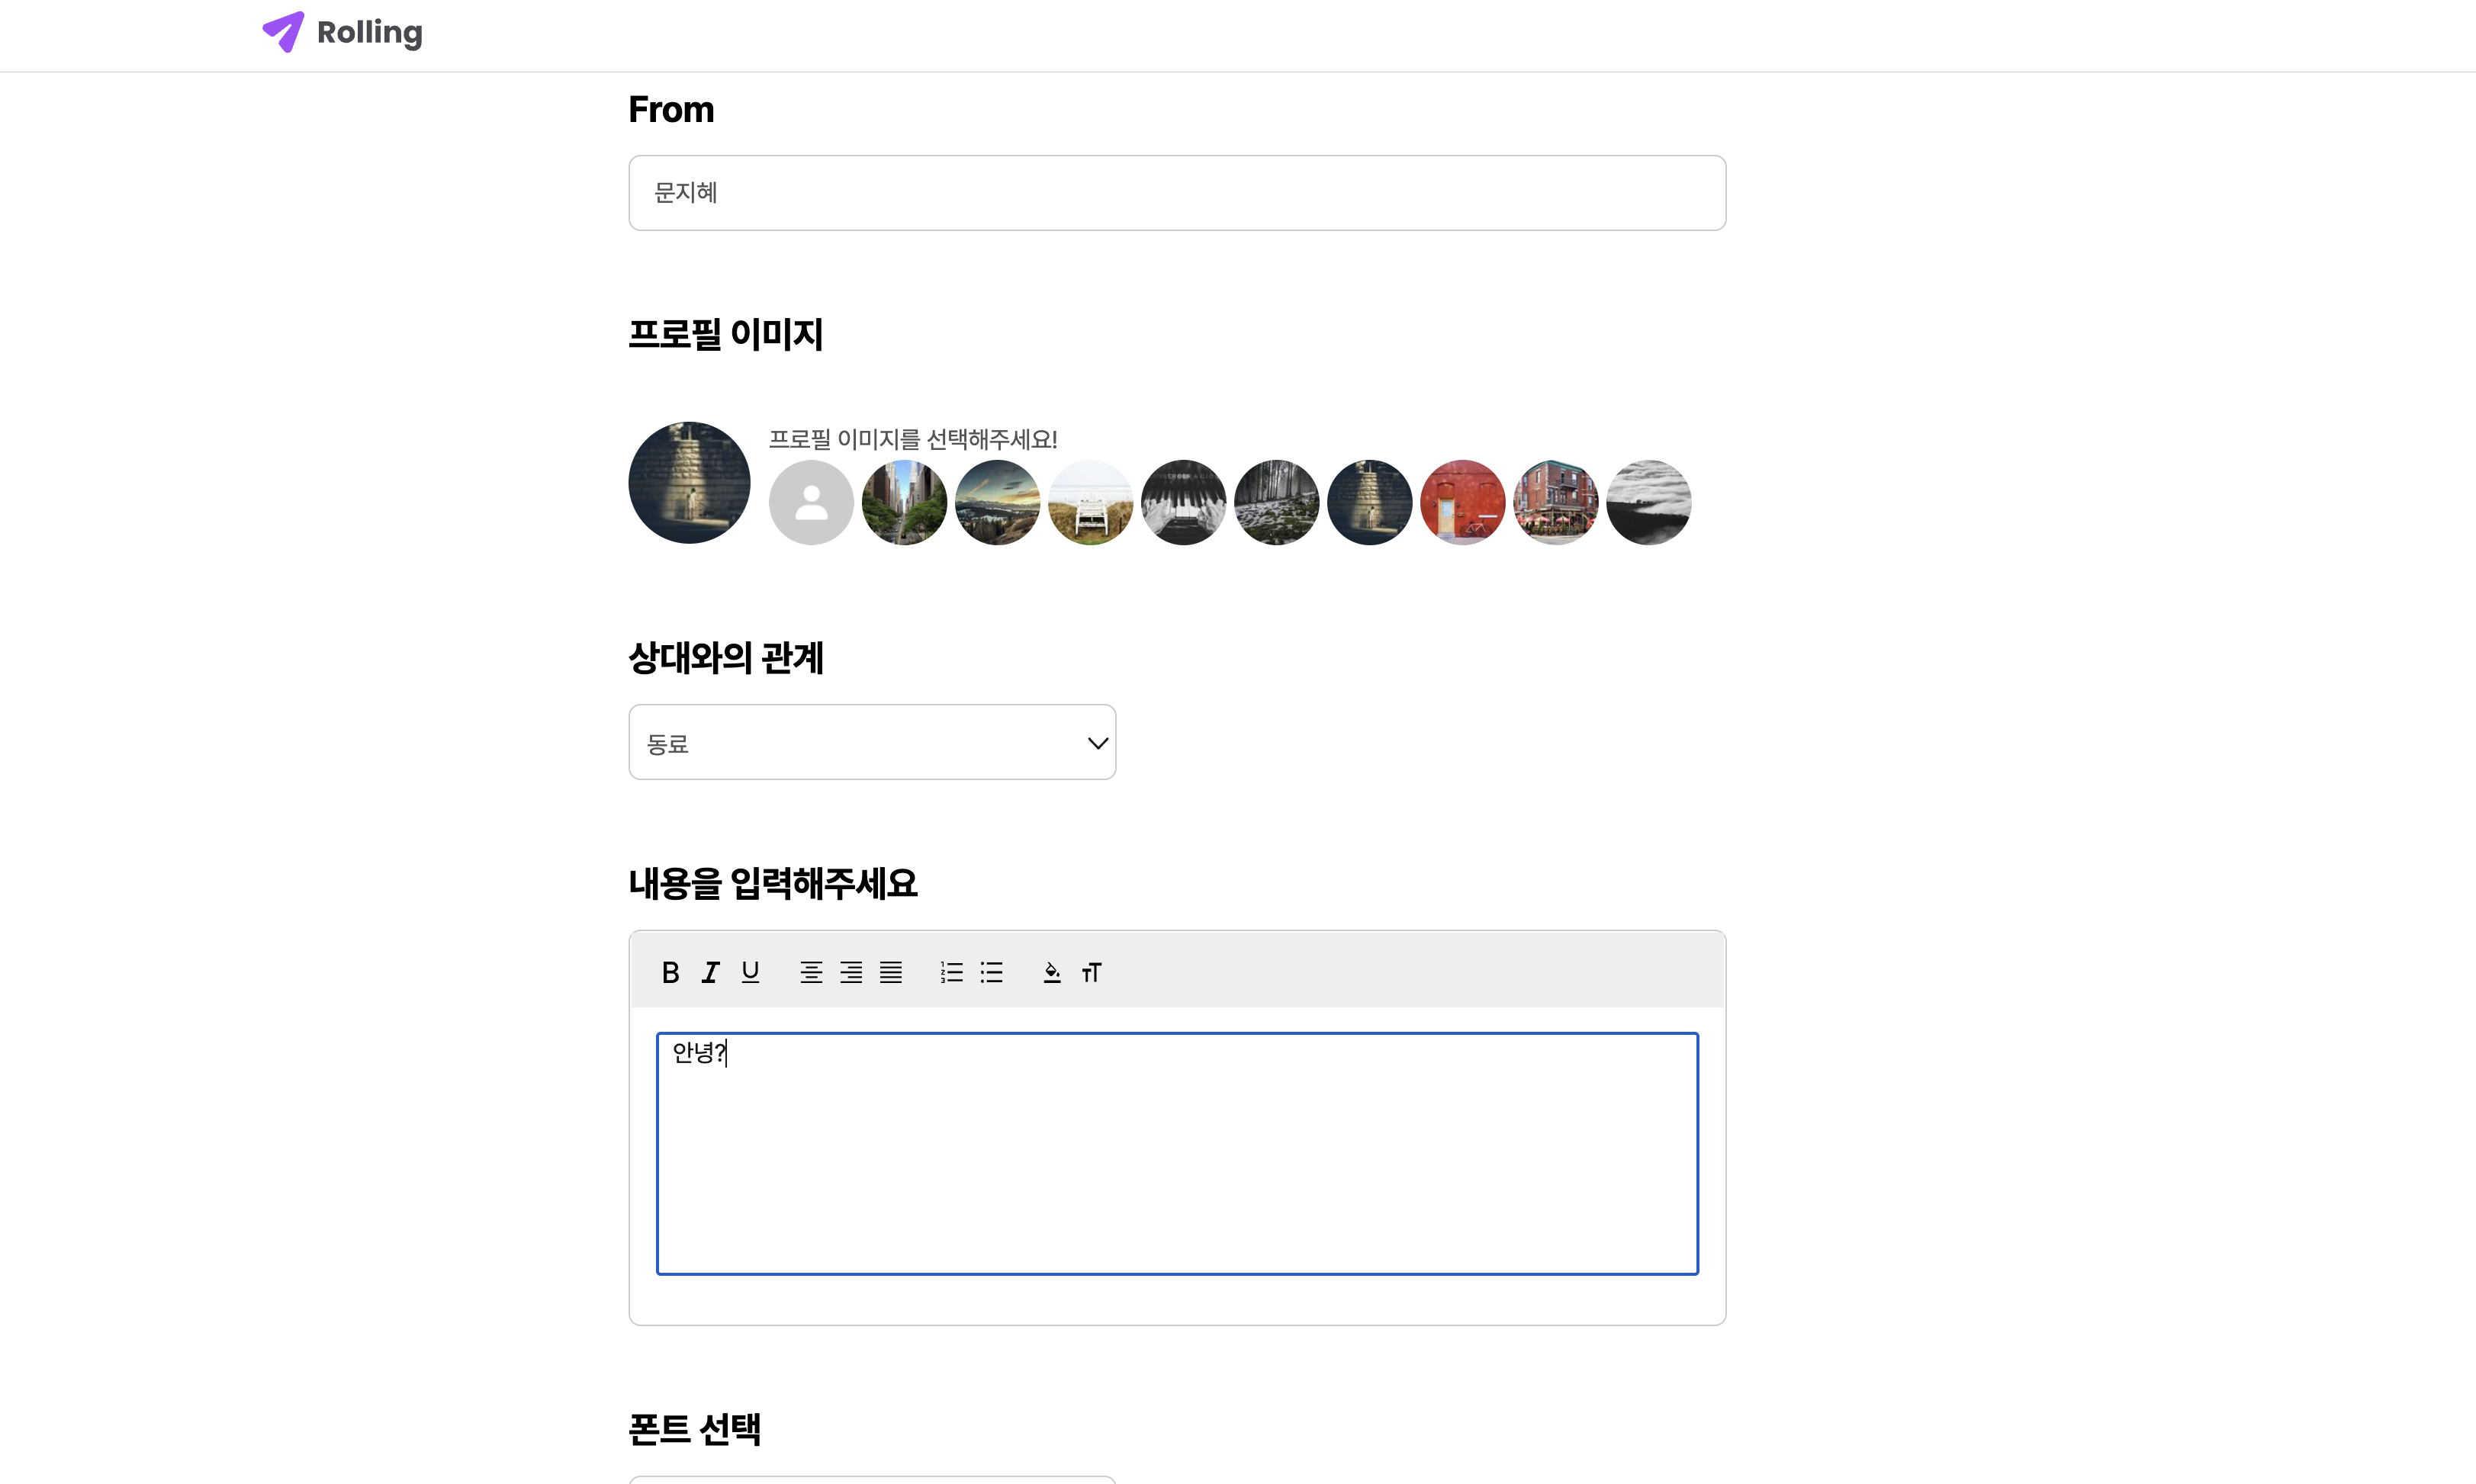 Rolling
From
문지혜
프로필 이미지
프로필 이미지를 선택해주세요!
상대와의 관계
동료
내용을 입력해주세요
B I U
안녕?
폰트 선택